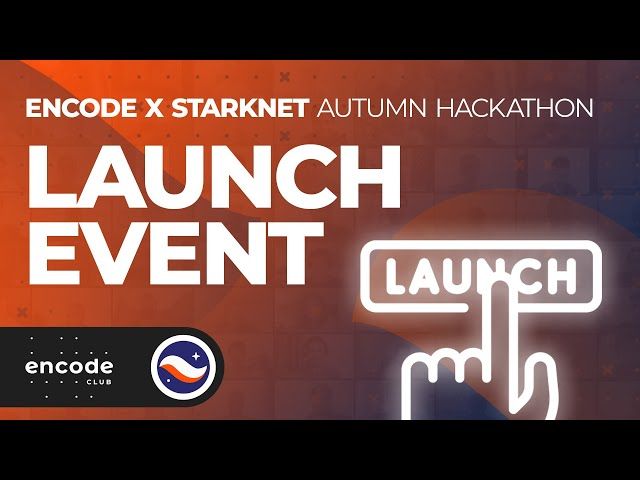 ENCODE X STARKNET AUTUMN HACKATHON
LAUNCH
EVENT
LAUNCH
encode
CLUB